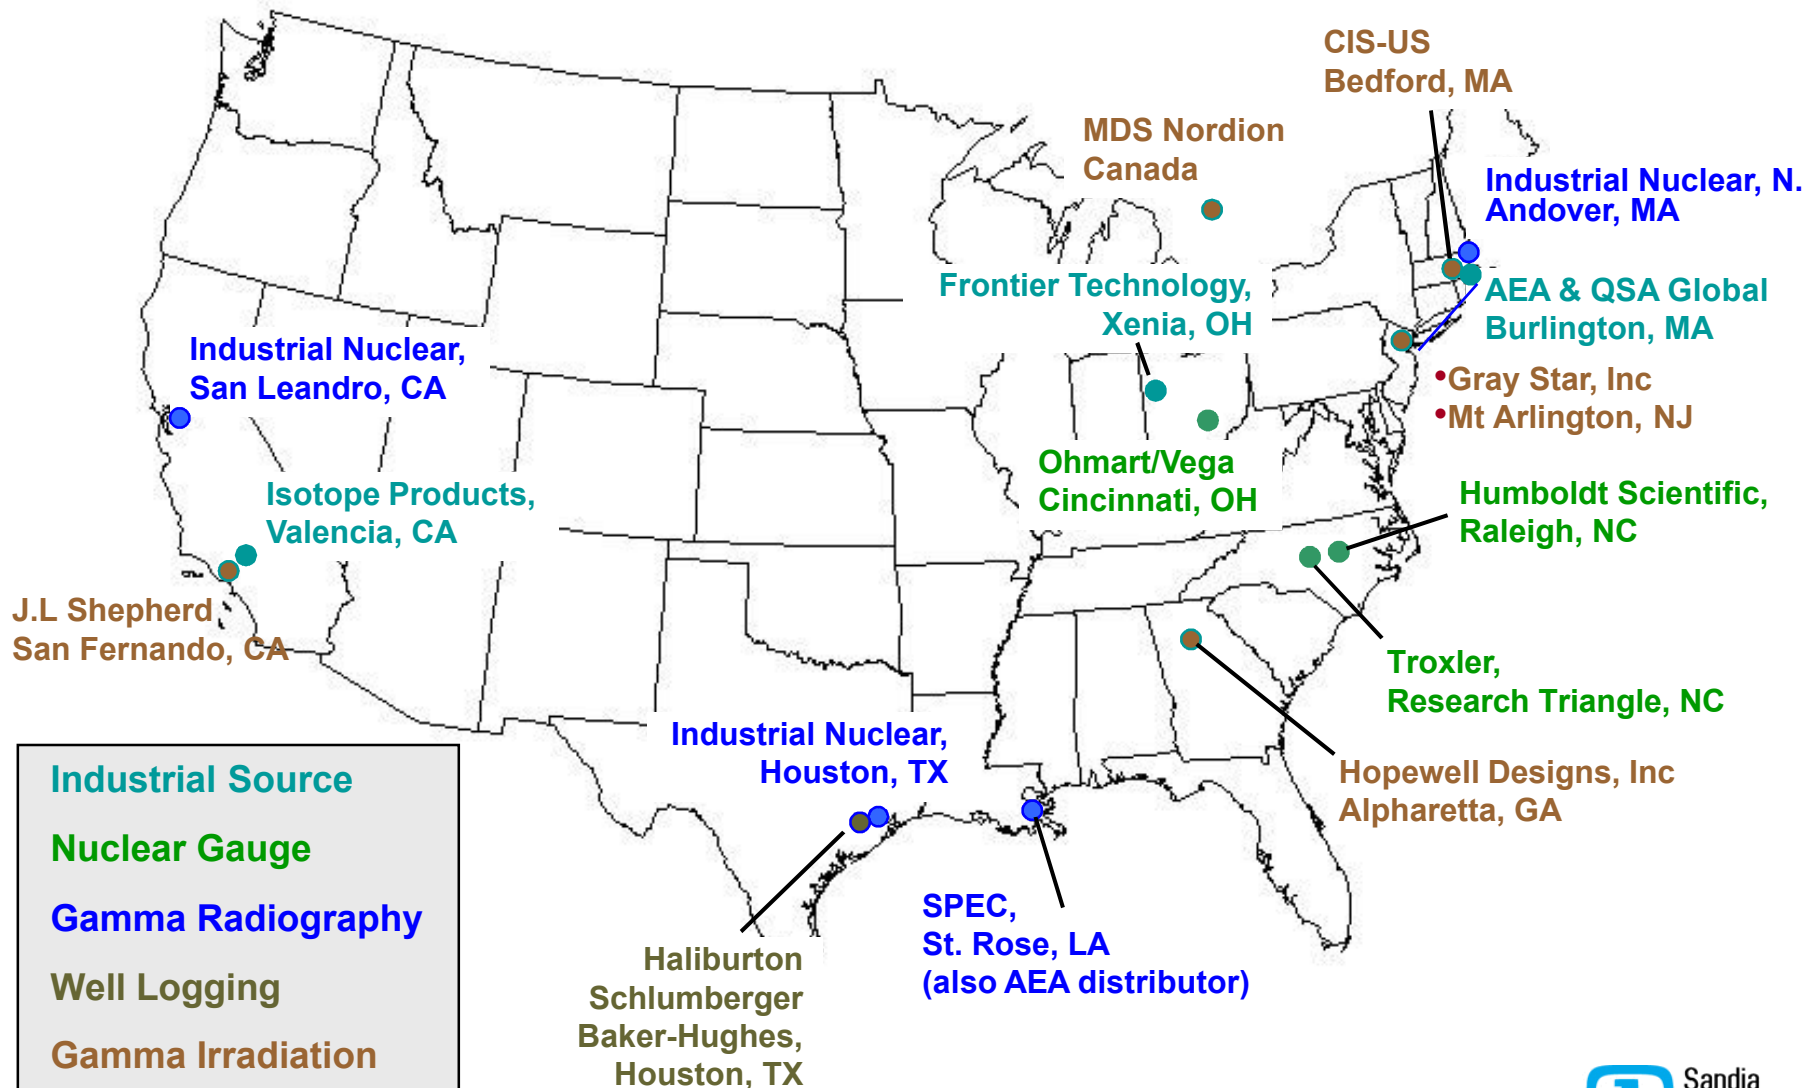 CIS-US
Bedford, MA
MDS Nordion
Canada
Industrial Nuclear, N.
Andover, MA
Frontier Technology,
Xenia, OH
AEA & QSA Global
Burlington, MA
Industrial Nuclear,
San Leandro, CA
•Gray Star, Inc
•Mt Arlington, NJ
Ohmart/Vega
Cincinnati, OH
Isotope Products,
Valencia, CA
Humboldt Scientific,
Raleigh, NC
J.L Shepherd
San Fernando, CA
Troxler,
Research Triangle, NC
Industrial Nuclear,
Houston, TX
Hopewell Designs, Inc
Alpharetta, GA
SPEC,
St. Rose, LA
(also AEA distributor)
Haliburton
Schlumberger
Baker-Hughes,
Houston, TX
Industrial Source
Nuclear Gauge
Gamma Radiography
Well Logging
Gamma Irradiation
Sandia